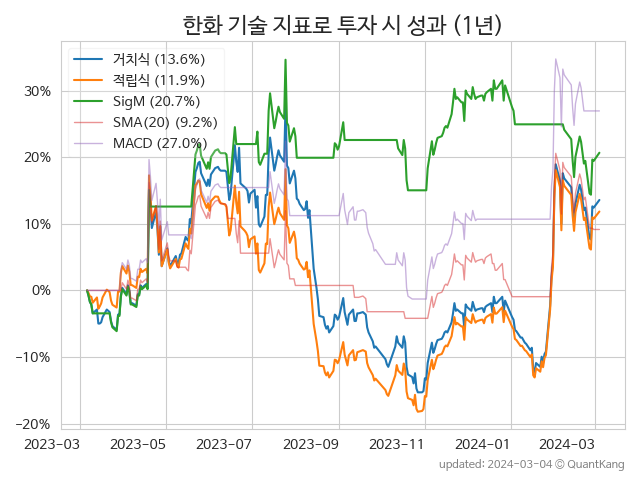 한화 기술 지표로 투자 시 성과 (1년)
거치식 (13.6%)
적립식 (11.9%)
SigM (20.7%)
SMA(20) (9.2%)
MACD (27.0%)
30%
20%
10%
0%
−10%
−20%
2023-03 2023-05 2023-07 2023-09 2023-11 2024-01 2024-03
updated: 2024-03-04 © QuantKang